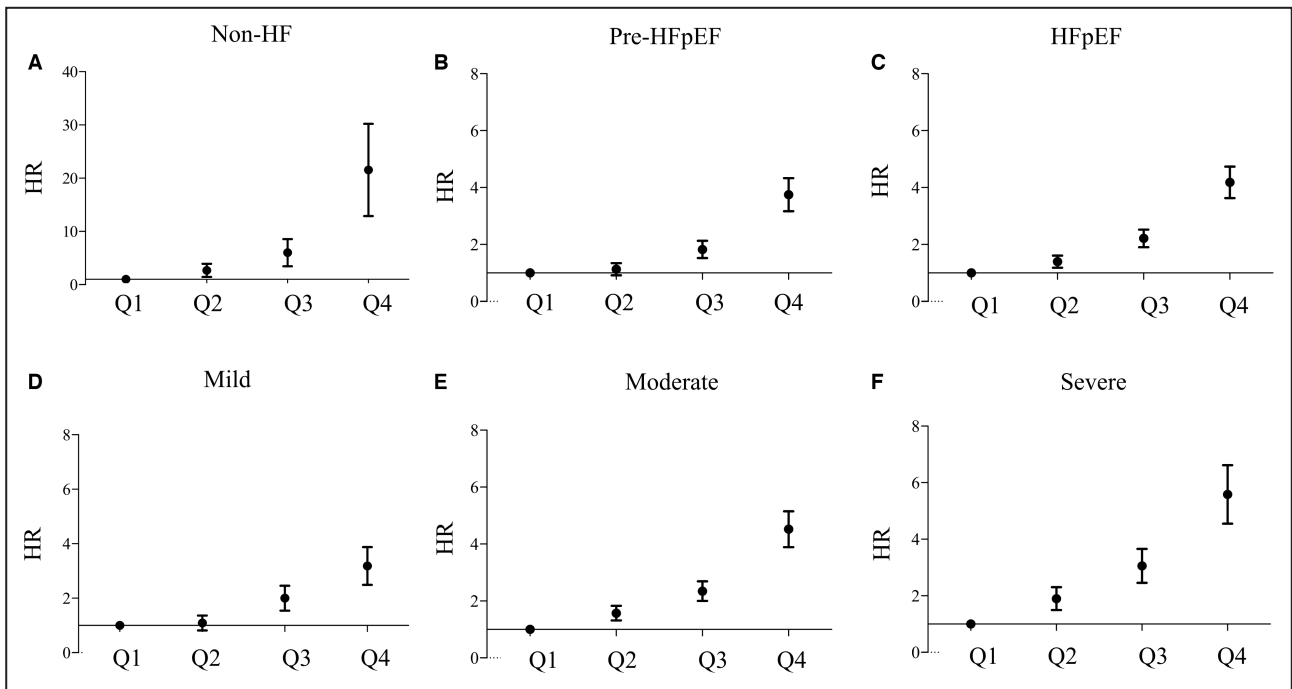 A
Non-HF
HR
40
30
20
10
0
Q1 Q2 Q3 Q4
B
Pre-HFpEF
HR
8
6
4
2
0
Q1 Q2 Q3 Q4
C
HFpEF
HR
8
6
4
2
0
Q1 Q2 Q3 Q4
D
Mild
HR
8
6
4
2
0
Q1 Q2 Q3 Q4
E
Moderate
HR
8
6
4
2
0
Q1 Q2 Q3 Q4
F
Severe
HR
8
6
4
2
0
Q1 Q2 Q3 Q4